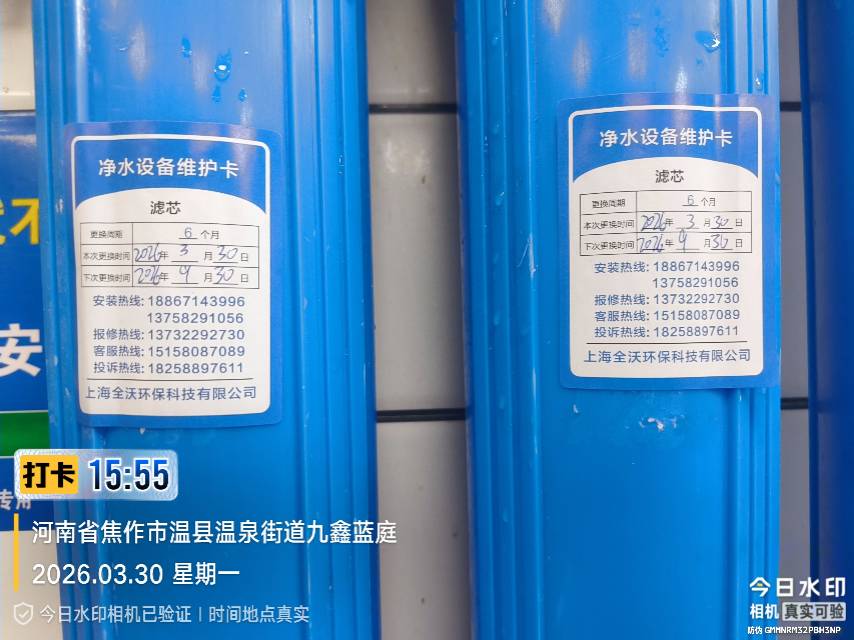 净水设备维护卡
滤芯
更换周期 6 个月
本次更换时间 2026年 3 月 30 日
下次更换时间 2026年 9 月 30 日
安装热线: 18867143996
13758291056
报修热线: 13732292730
客服热线: 15158087089
投诉热线: 18258897611
上海全沃环保科技有限公司
净水设备维护卡
滤芯
更换周期 6 个月
本次更换时间 2026年 3 月 30 日
下次更换时间 2026年 9 月 30 日
安装热线: 18867143996
13758291056
报修热线: 13732292730
客服热线: 15158087089
投诉热线: 18258897611
上海全沃环保科技有限公司
不
安
专用
打卡 15:55
河南省焦作市温县温泉街道九鑫蓝庭
2026.03.30 星期一
今日水印相机已验证 | 时间地点真实
今日水印
相机 真实可验
防伪 GMHNRM32PBH3NP